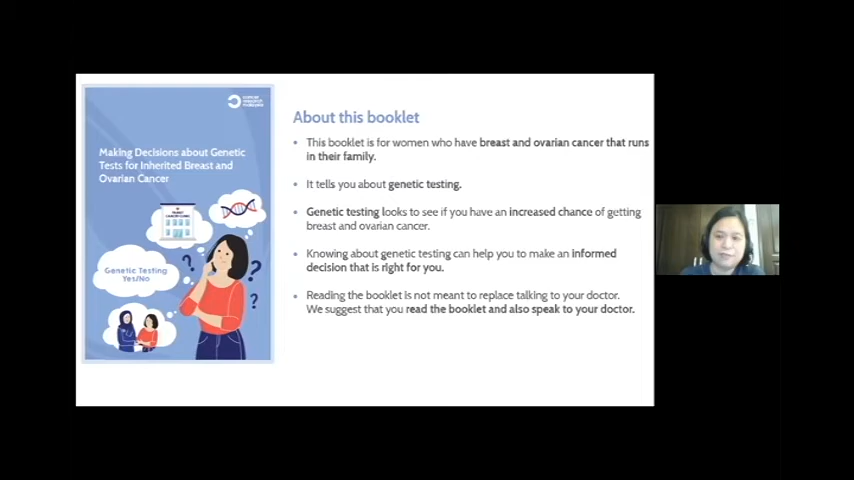 Making Decisions about Genetic
Tests for Inherited Breast and
Ovarian Cancer
Genetic Testing
Yes/No
About this booklet
• This booklet is for women who have breast and ovarian cancer that runs
in their family.
• It tells you about genetic testing.
• Genetic testing looks to see if you have an increased chance of getting
breast and ovarian cancer.
• Knowing about genetic testing can help you to make an informed
decision that is right for you.
• Reading the booklet is not meant to replace talking to your doctor.
We suggest that you read the booklet and also speak to your doctor.